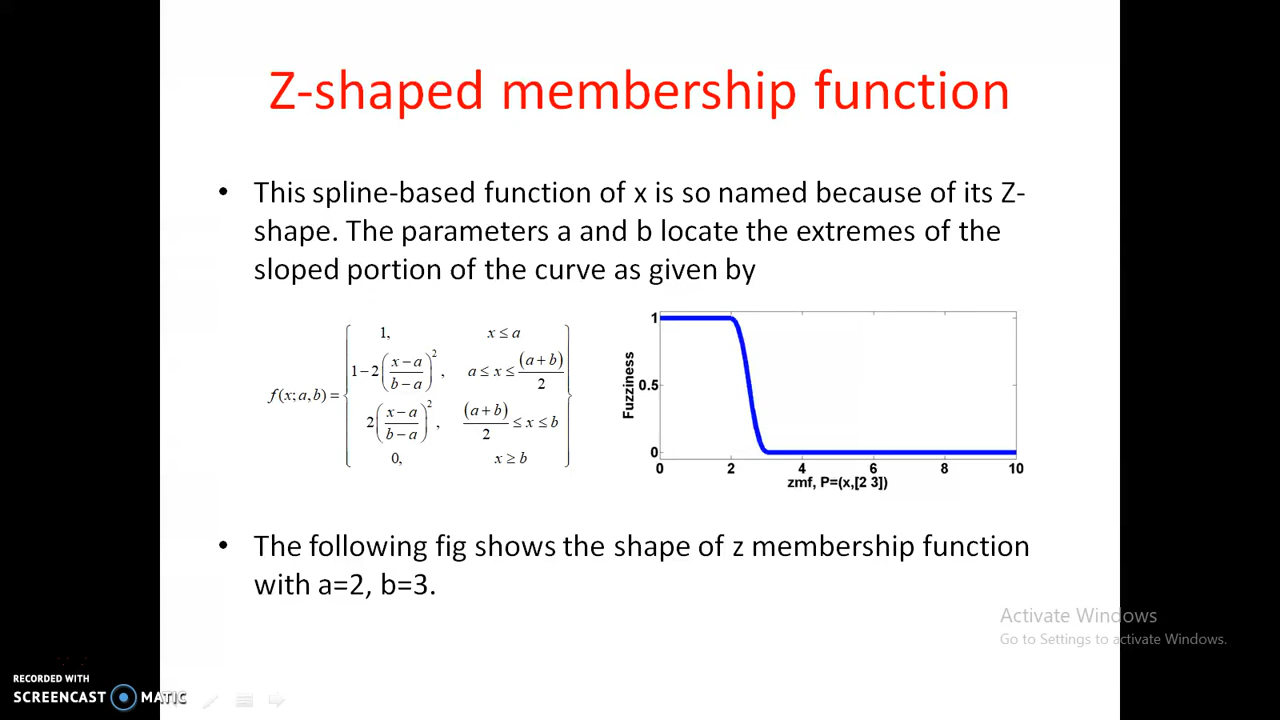 Z-shaped membership function
• This spline-based function of x is so named because of its Z-
shape. The parameters a and b locate the extremes of the
sloped portion of the curve as given by
f(x;a,b) = { 1, x ≤ a
1−2((x−a)/(b−a))², a ≤ x ≤ (a+b)/2
2((x−a)/(b−a))², (a+b)/2 ≤ x ≤ b
0, x ≥ b }
Fuzziness
1
0.5
0
0 2 4 6 8 10
zmf, P=(x,[2 3])
• The following fig shows the shape of z membership function
with a=2, b=3.
Activate Windows
Go to Settings to activate Windows.
RECORDED WITH
SCREENCAST MATIC